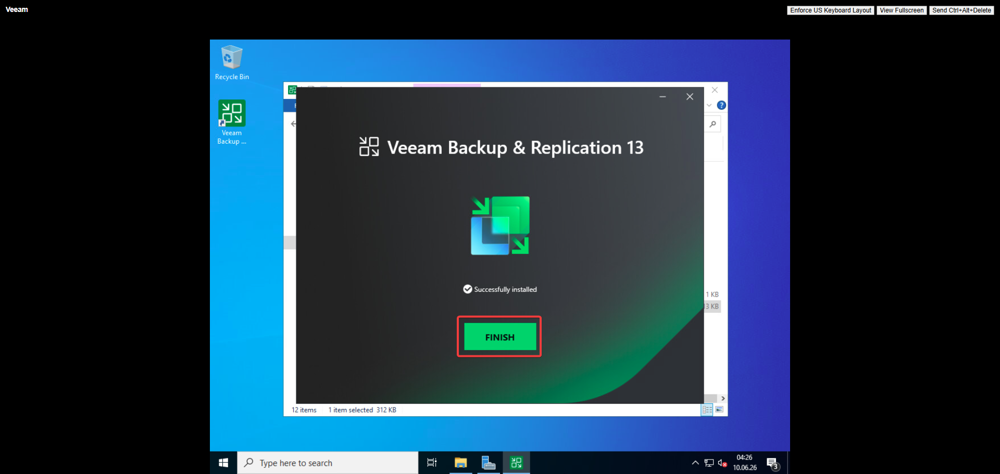 Veeam
Enforce US Keyboard Layout
View Fullscreen
Send Ctrl+Alt+Delete
Recycle Bin
Veeam
Backup ...
?
Veeam Backup & Replication 13
Successfully installed
FINISH
1 KB
13 KB
12 items
1 item selected 312 KB
Type here to search
04:26
10.06.26
3